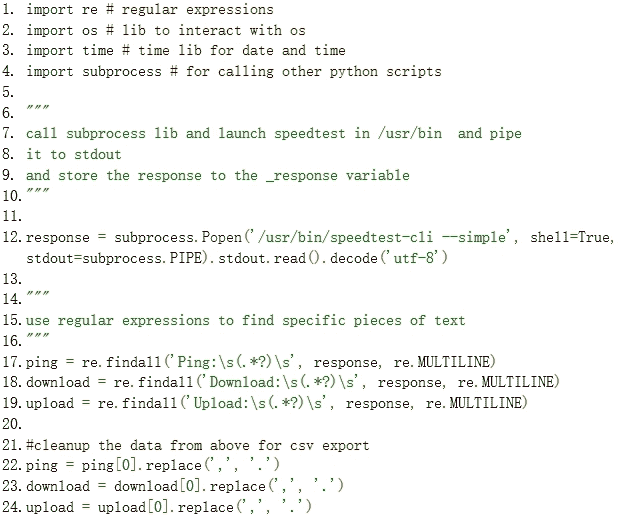 1. import re # regular expressions
2. import os # lib to interact with os
3. import time # time lib for date and time
4. import subprocess # for calling other python scripts
5.
6. """
7. call subprocess lib and launch speedtest in /usr/bin  and pipe
8. it to stdout
9. and store the response to the _response variable
10. """
11.
12. response = subprocess.Popen('/usr/bin/speedtest-cli --simple', shell=True,
stdout=subprocess.PIPE).stdout.read().decode('utf-8')
13.
14. """
15. use regular expressions to find specific pieces of text
16. """
17. ping = re.findall('Ping:\s(.*?)\s', response, re.MULTILINE)
18. download = re.findall('Download:\s(.*?)\s', response, re.MULTILINE)
19. upload = re.findall('Upload:\s(.*?)\s', response, re.MULTILINE)
20.
21. #cleanup the data from above for csv export
22. ping = ping[0].replace(',', '.')
23. download = download[0].replace(',', '.')
24. upload = upload[0].replace(',', '.')